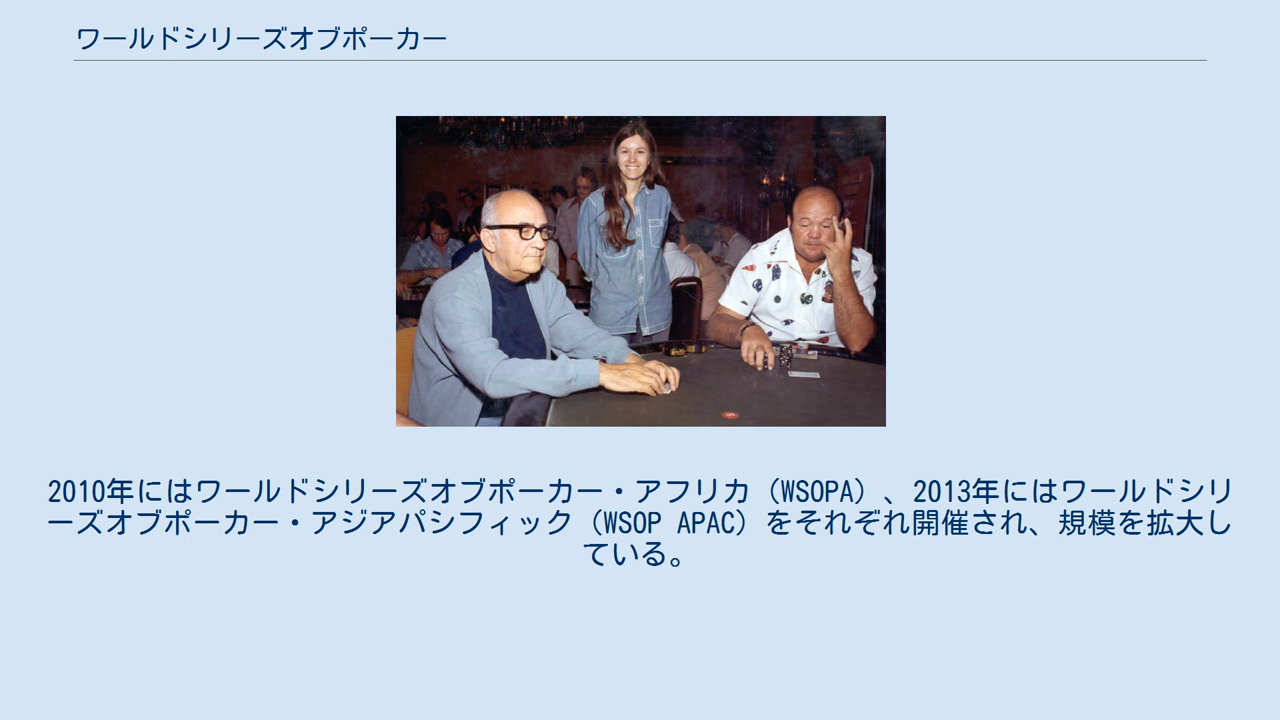 ワールドシリーズオブポーカー
2010年にはワールドシリーズオブポーカー・アフリカ（WSOPA）、2013年にはワールドシリ
ーズオブポーカー・アジアパシフィック（WSOP APAC）をそれぞれ開催され、規模を拡大し
ている。